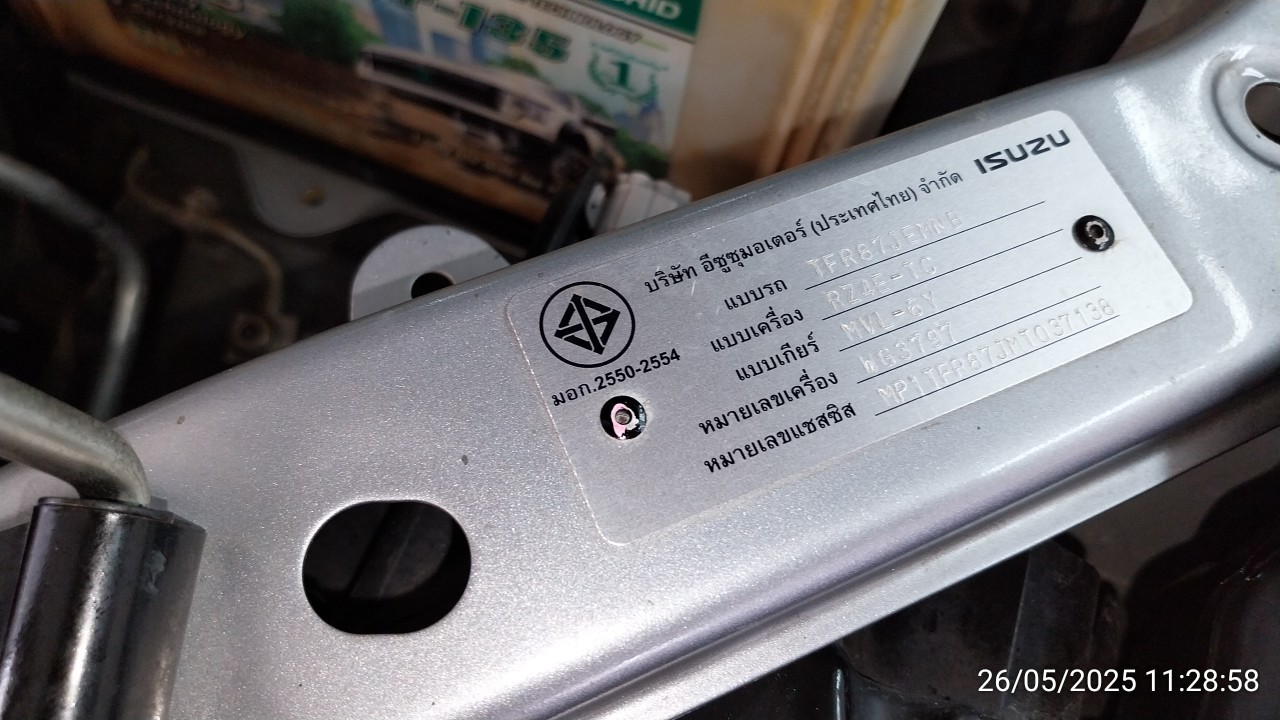 ISUZU
บริษัท อีซูซุมอเตอร์ (ประเทศไทย) จำกัด
มอก.2550-2554
แบบรถ
แบบเครื่อง RZ4E-TC
แบบเกียร์ MVL-6Y
หมายเลขเครื่อง WG3797
หมายเลขแชสซิส MP1TFR87JMT037138
26/05/2025 11:28:58